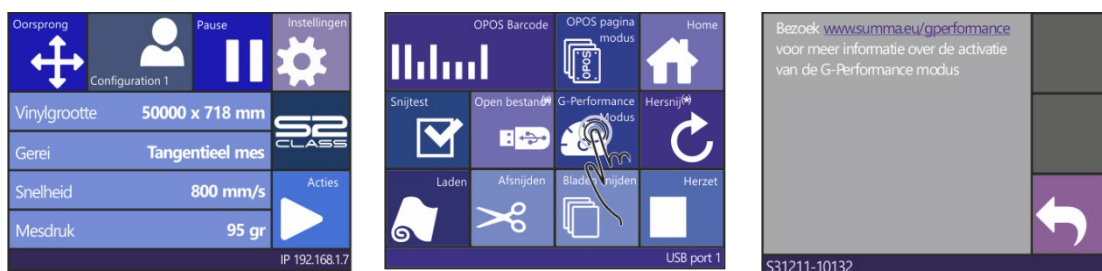 Oorsprong
Configuration 1
Pause
Instellingen
Vinylgrootte 50000 x 718 mm
S2
CLASS
Gerei Tangentieel mes
Snelheid 800 mm/s
Acties
Mesdruk 95 gr
IP 192.168.1.7
OPOS Barcode
OPOS pagina
modus
OPOS
Home
Snijtest
Open bestand(*)
G-Performance
Modus
Hersnij(*)
Laden
Afsnijden
Bladen snijden
Herzet
USB port 1
Bezoek www.summa.eu/gperformance
voor meer informatie over de activatie
van de G-Performance modus
S31211-10132